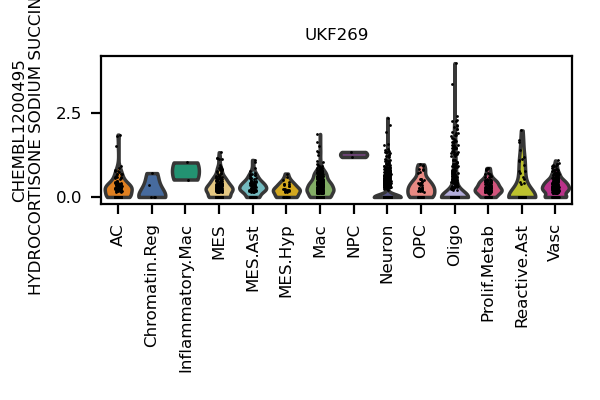 UKF269
CHEMBL1200495
HYDROCORTISONE SODIUM
2.5
0.0
AC
Chromatin.Reg
Inflammatory.Mac
MES
MES.Ast
MES.Hyp
Mac
NPC
Neuron
OPC
Oligo
Prolif.Metab
Reactive.Ast
Vasc